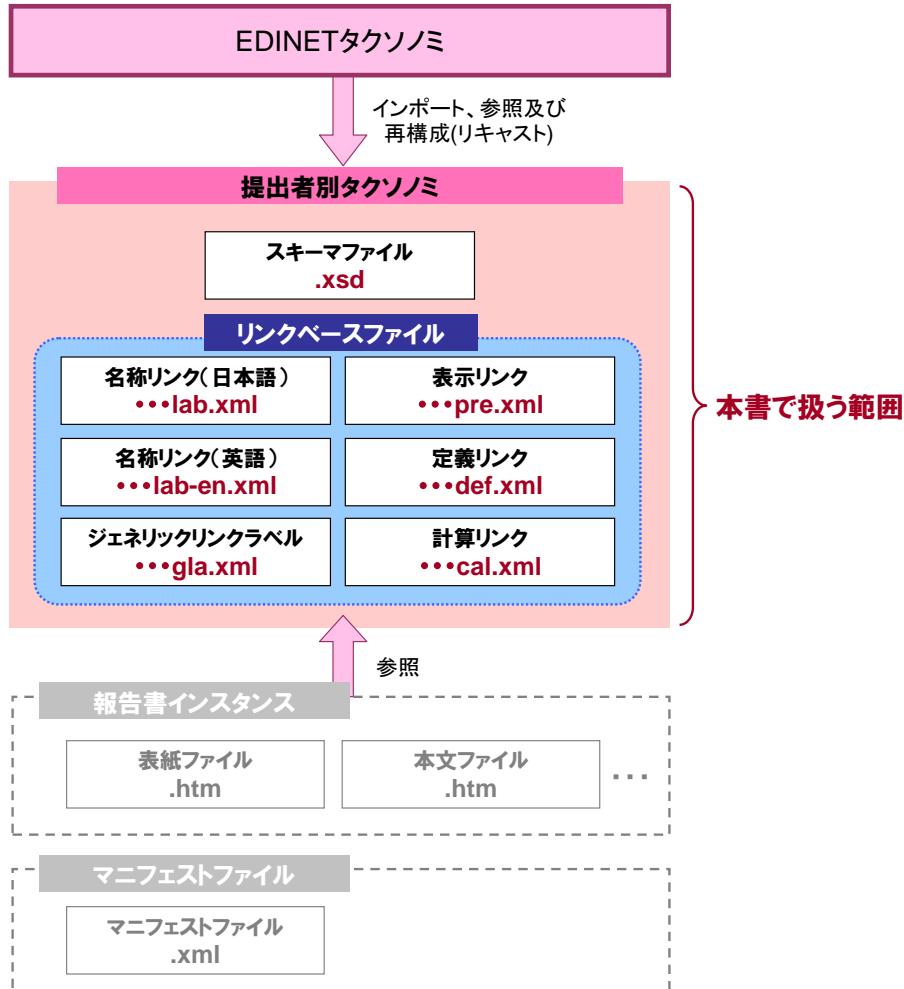 EDINETタクソノミ
インポート、参照及び
再構成(リキャスト)
提出者別タクソノミ
スキーマファイル
.xsd
リンクベースファイル
名称リンク(日本語)
•••lab.xml
表示リンク
•••pre.xml
名称リンク(英語)
•••lab-en.xml
定義リンク
•••def.xml
ジェネリックリンクラベル
•••gla.xml
計算リンク
•••cal.xml
本書で扱う範囲
参照
報告書インスタンス
表紙ファイル
.htm
本文ファイル
.htm
...
マニフェストファイル
マニフェストファイル
.xml